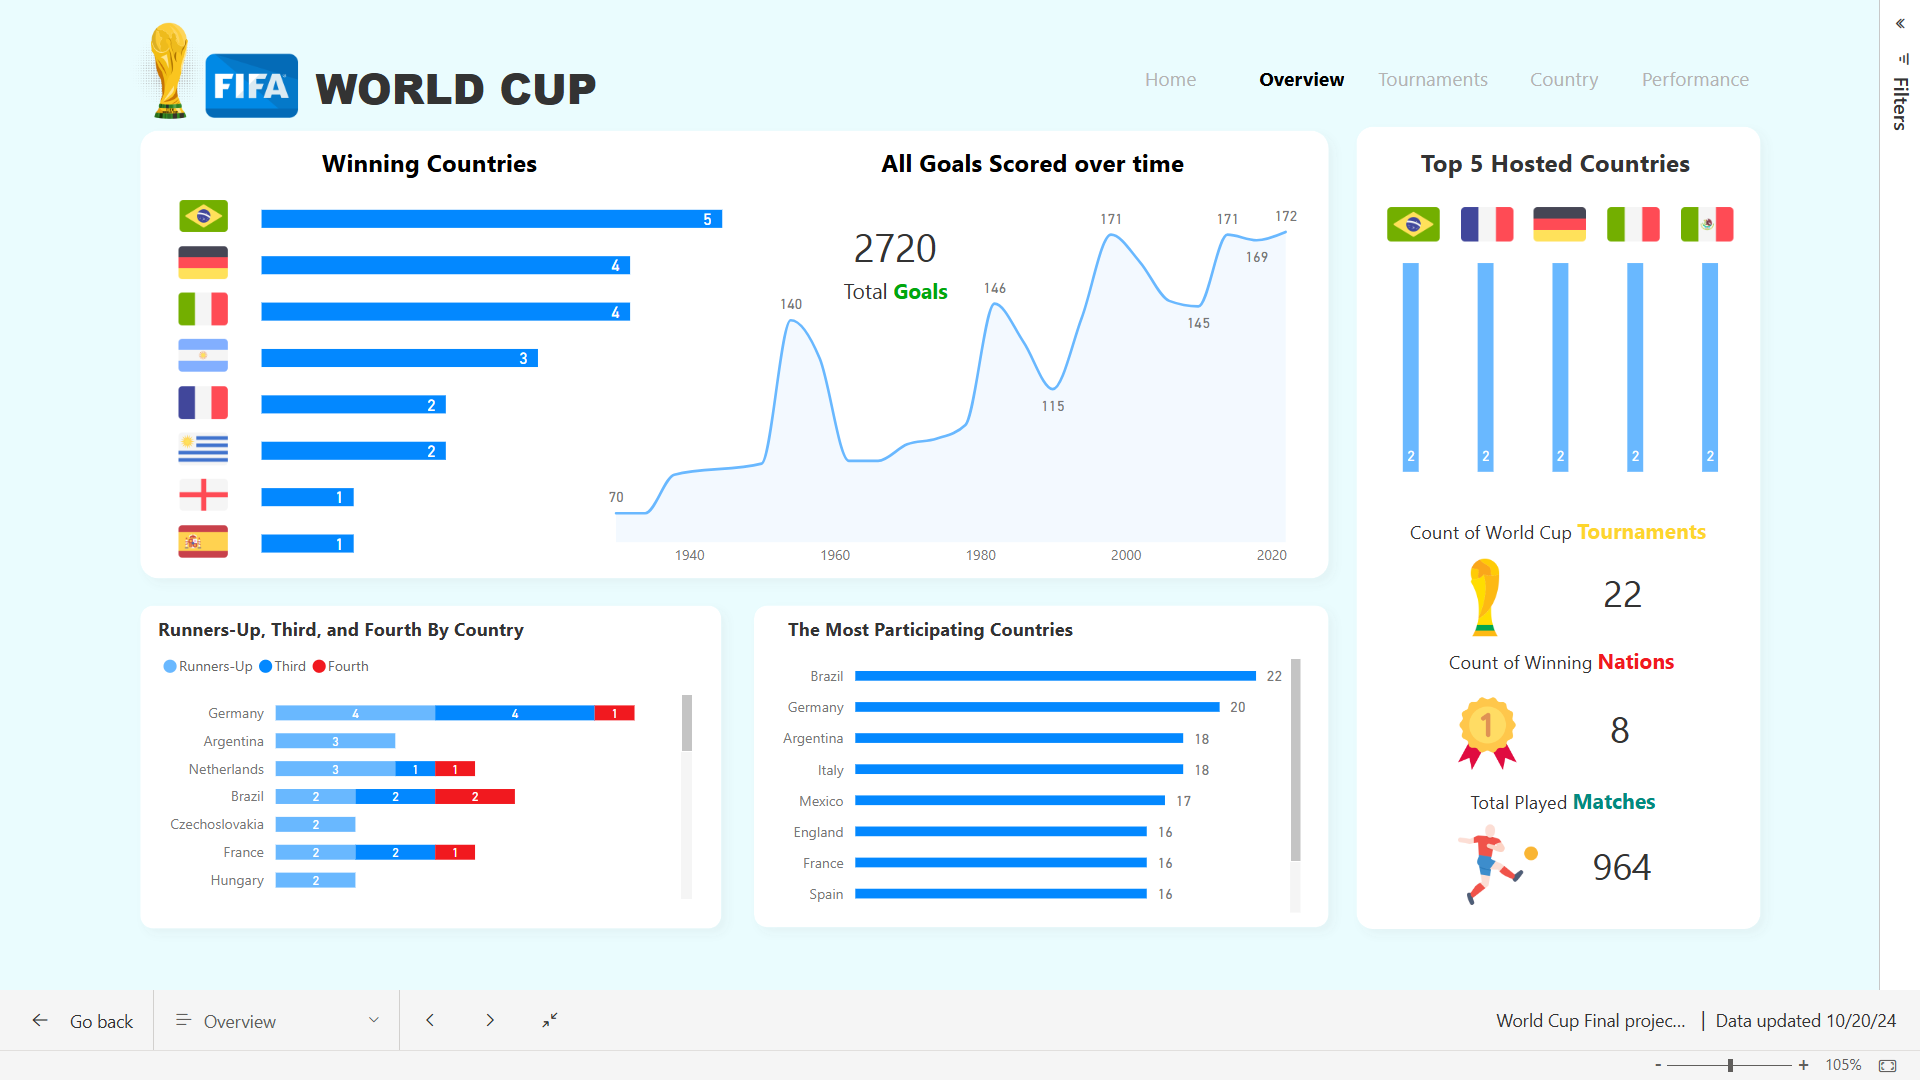 FIFA WORLD CUP
Home Overview Tournaments Country Performance
« Filters
Winning Countries
5
4
4
3
2
2
1
1
All Goals Scored over time
2720
Total Goals
70 140 146 115 171 145 171 169 172
1940 1960 1980 2000 2020
Top 5 Hosted Countries
2 2 2 2 2
Count of World Cup Tournaments
22
Count of Winning Nations
1
8
Total Played Matches
964
Runners-Up, Third, and Fourth By Country
Runners-Up Third Fourth
Germany 4 4 1
Argentina 3
Netherlands 3 1 1
Brazil 2 2 2
Czechoslovakia 2
France 2 2 1
Hungary 2
The Most Participating Countries
Brazil 22
Germany 20
Argentina 18
Italy 18
Mexico 17
England 16
France 16
Spain 16
Go back Overview World Cup Final projec... | Data updated 10/20/24
- + 105%